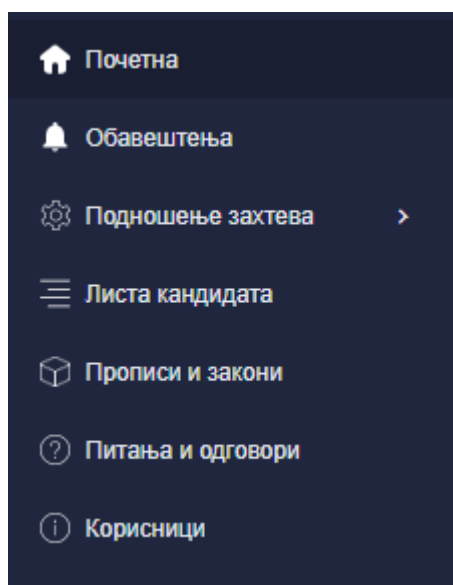 Почетна
Обавештења
Подношење захтева
Листа кандидата
Прописи и закони
Питања и одговори
Корисници